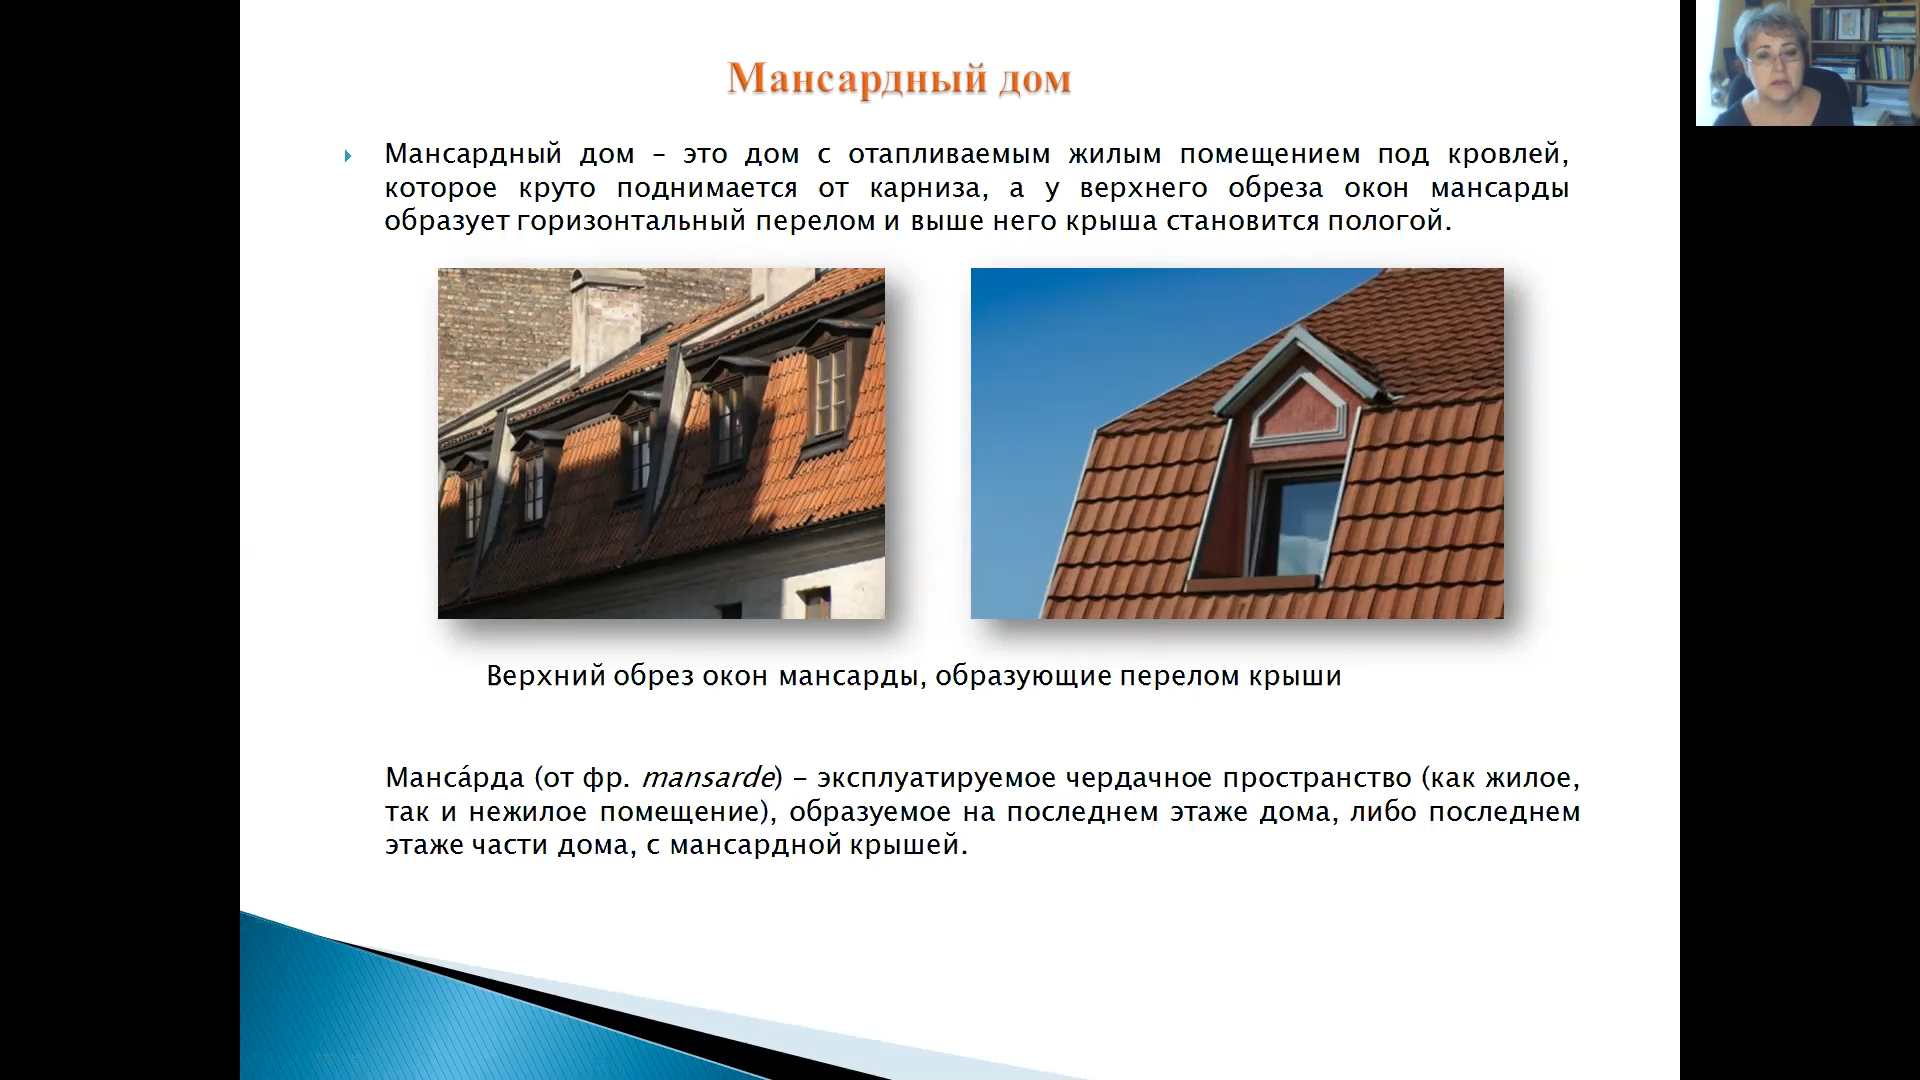 Мансардный дом
Мансардный дом – это дом с отапливаемым жилым помещением под кровлей,
которое круто поднимается от карниза, а у верхнего обреза окон мансарды
образует горизонтальный перелом и выше него крыша становится пологой.
Верхний обрез окон мансарды, образующие перелом крыши
Манса́рда (от фр. mansarde) – эксплуатируемое чердачное пространство (как жилое,
так и нежилое помещение), образуемое на последнем этаже дома, либо последнем
этаже части дома, с мансардной крышей.